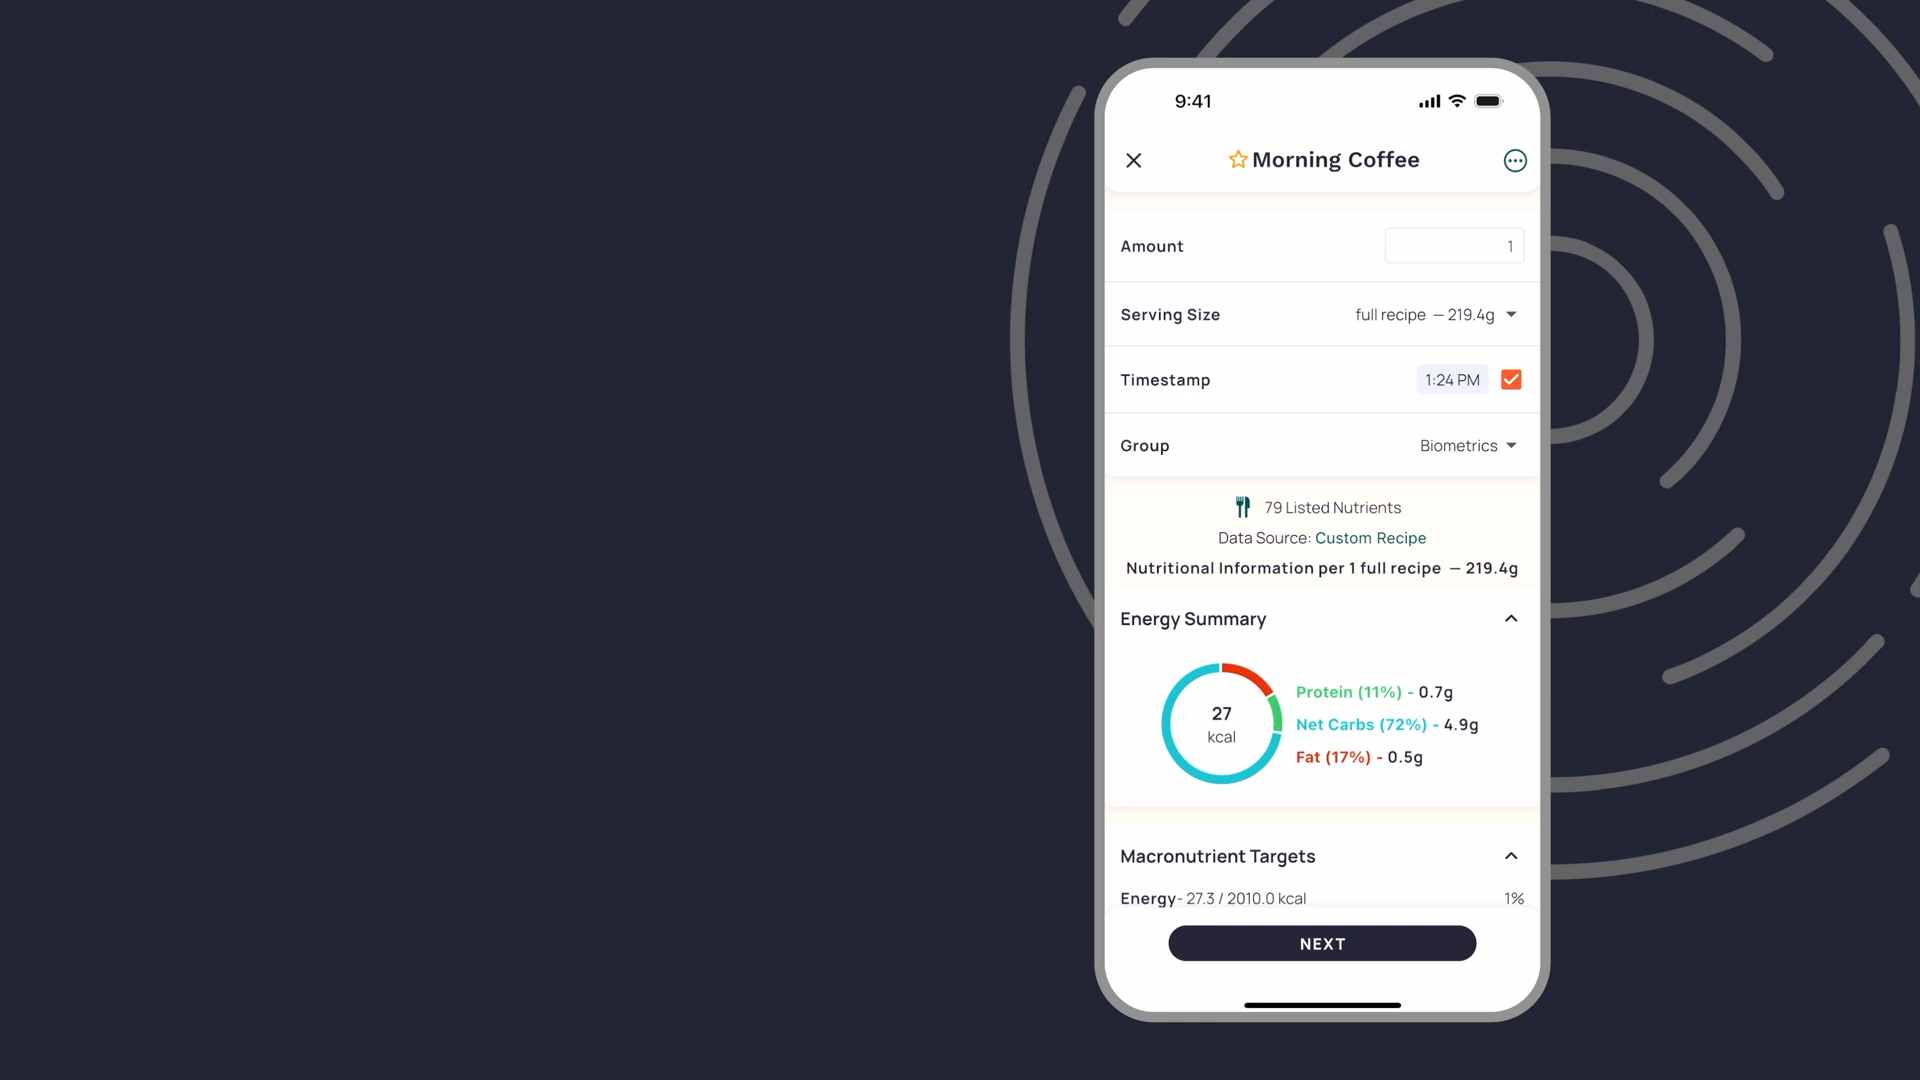 9:41
Morning Coffee
Amount 1
Serving Size full recipe — 219.4g
Timestamp 1:24 PM
Group Biometrics
79 Listed Nutrients
Data Source: Custom Recipe
Nutritional Information per 1 full recipe — 219.4g
Energy Summary
27
kcal
Protein (11%) - 0.7g
Net Carbs (72%) - 4.9g
Fat (17%) - 0.5g
Macronutrient Targets
Energy - 27.3 / 2010.0 kcal 1%
NEXT